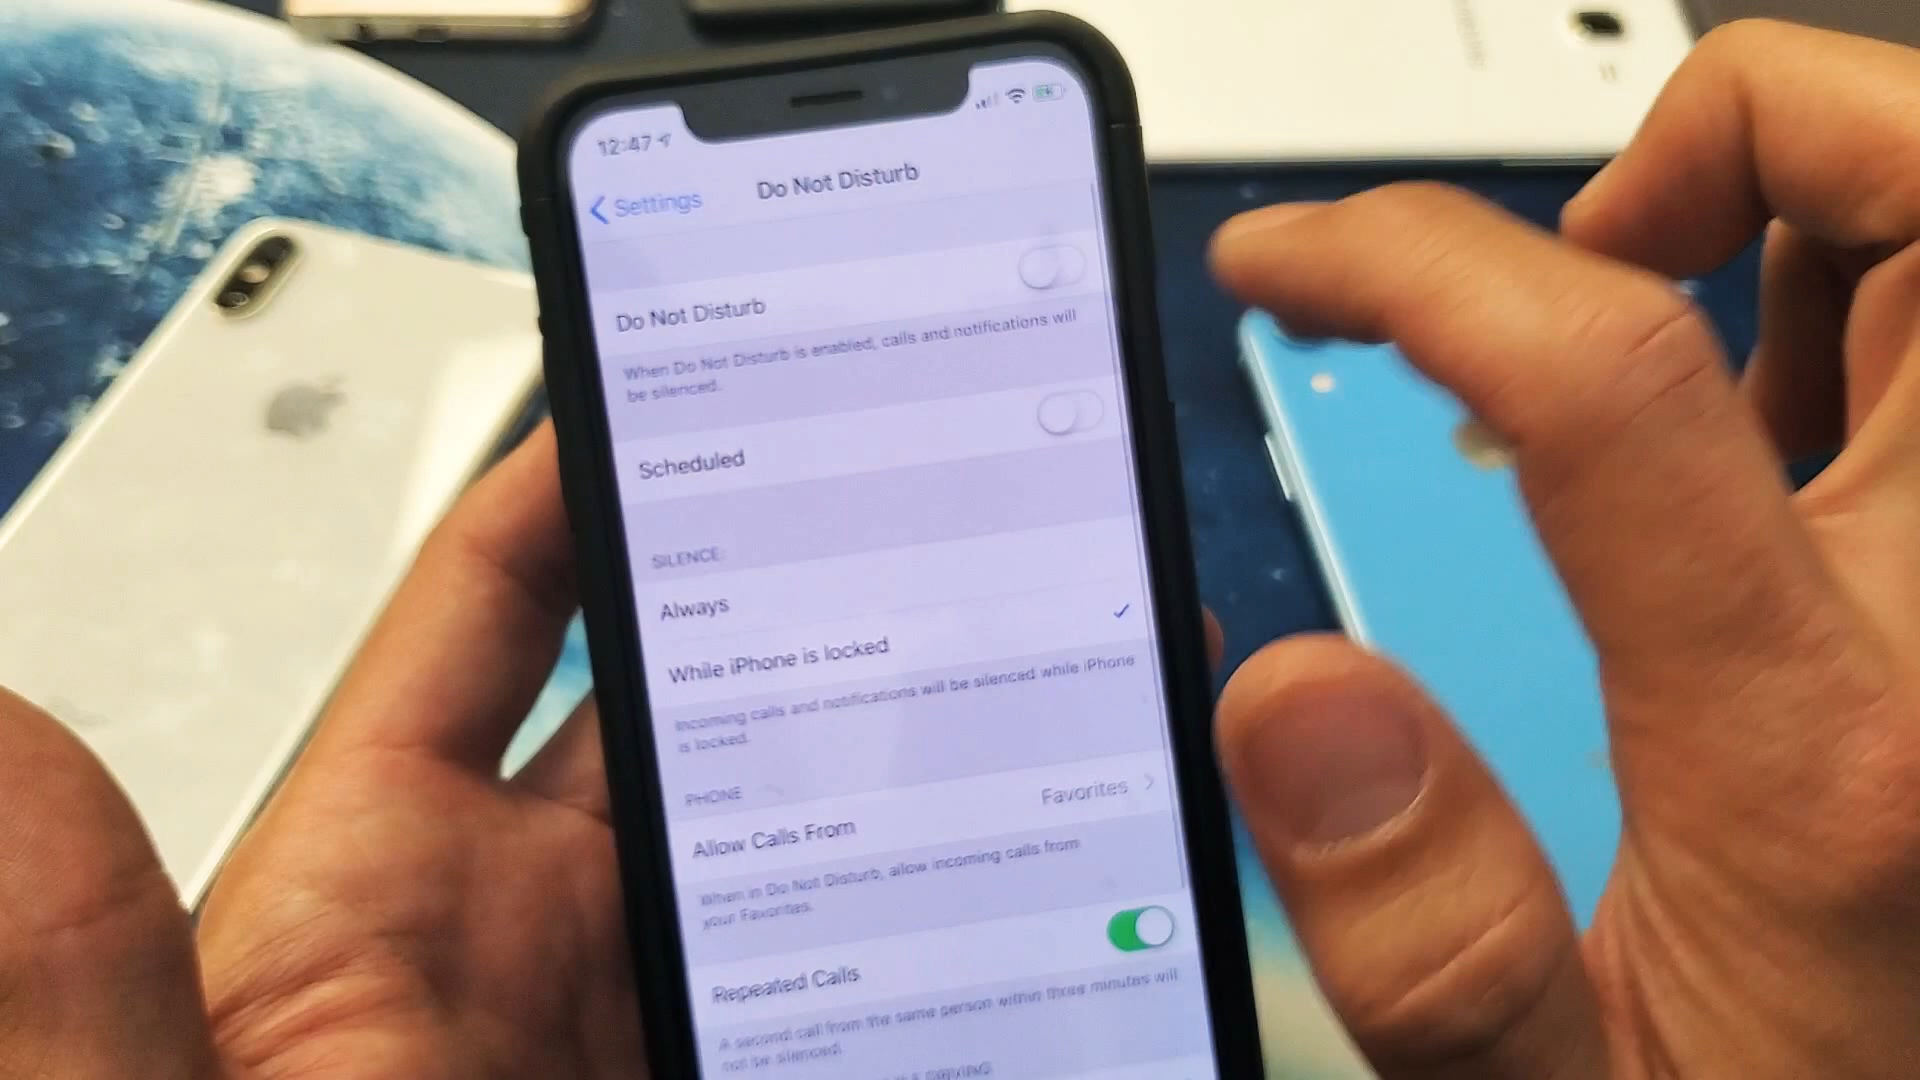 12:47
Settings
Do Not Disturb
Do Not Disturb
When Do Not Disturb is enabled, calls and notifications will
be silenced.
Scheduled
SILENCE:
Always
While iPhone is locked
Incoming calls and notifications will be silenced while iPhone
is locked.
PHONE
Allow Calls From
Favorites
When in Do Not Disturb, allow incoming calls from
your Favorites.
Repeated Calls
A second call from the same person within three minutes will
not be silenced.
DRIVING